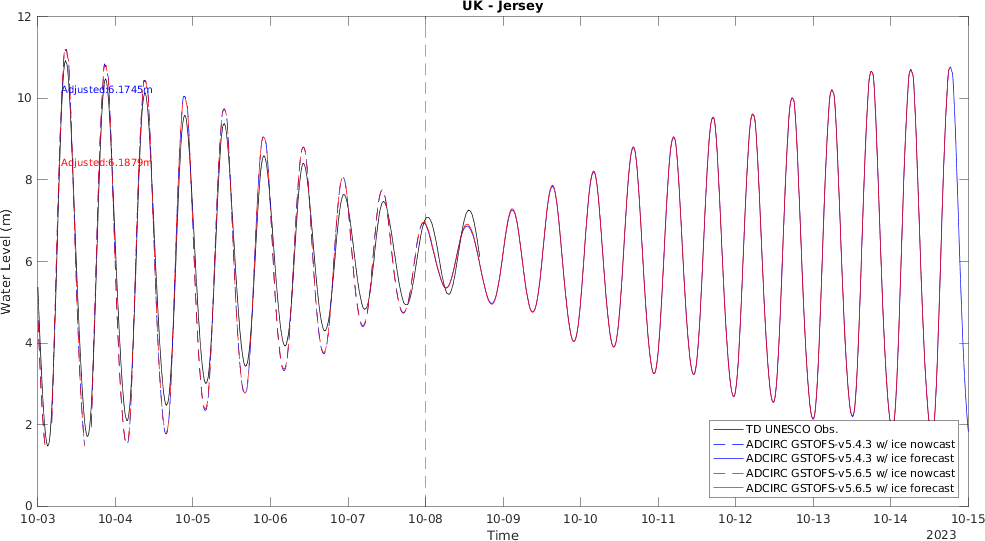 UK - Jersey
12
10
8
6
4
2
0
Water Level (m)
Adjusted:6.1745m
Adjusted:6.1879m
TD UNESCO Obs.
ADCIRC GSTOFS-v5.4.3 w/ ice nowcast
ADCIRC GSTOFS-v5.4.3 w/ ice forecast
ADCIRC GSTOFS-v5.6.5 w/ ice nowcast
ADCIRC GSTOFS-v5.6.5 w/ ice forecast
10-03 10-04 10-05 10-06 10-07 10-08 10-09 10-10 10-11 10-12 10-13 10-14 10-15
Time
2023